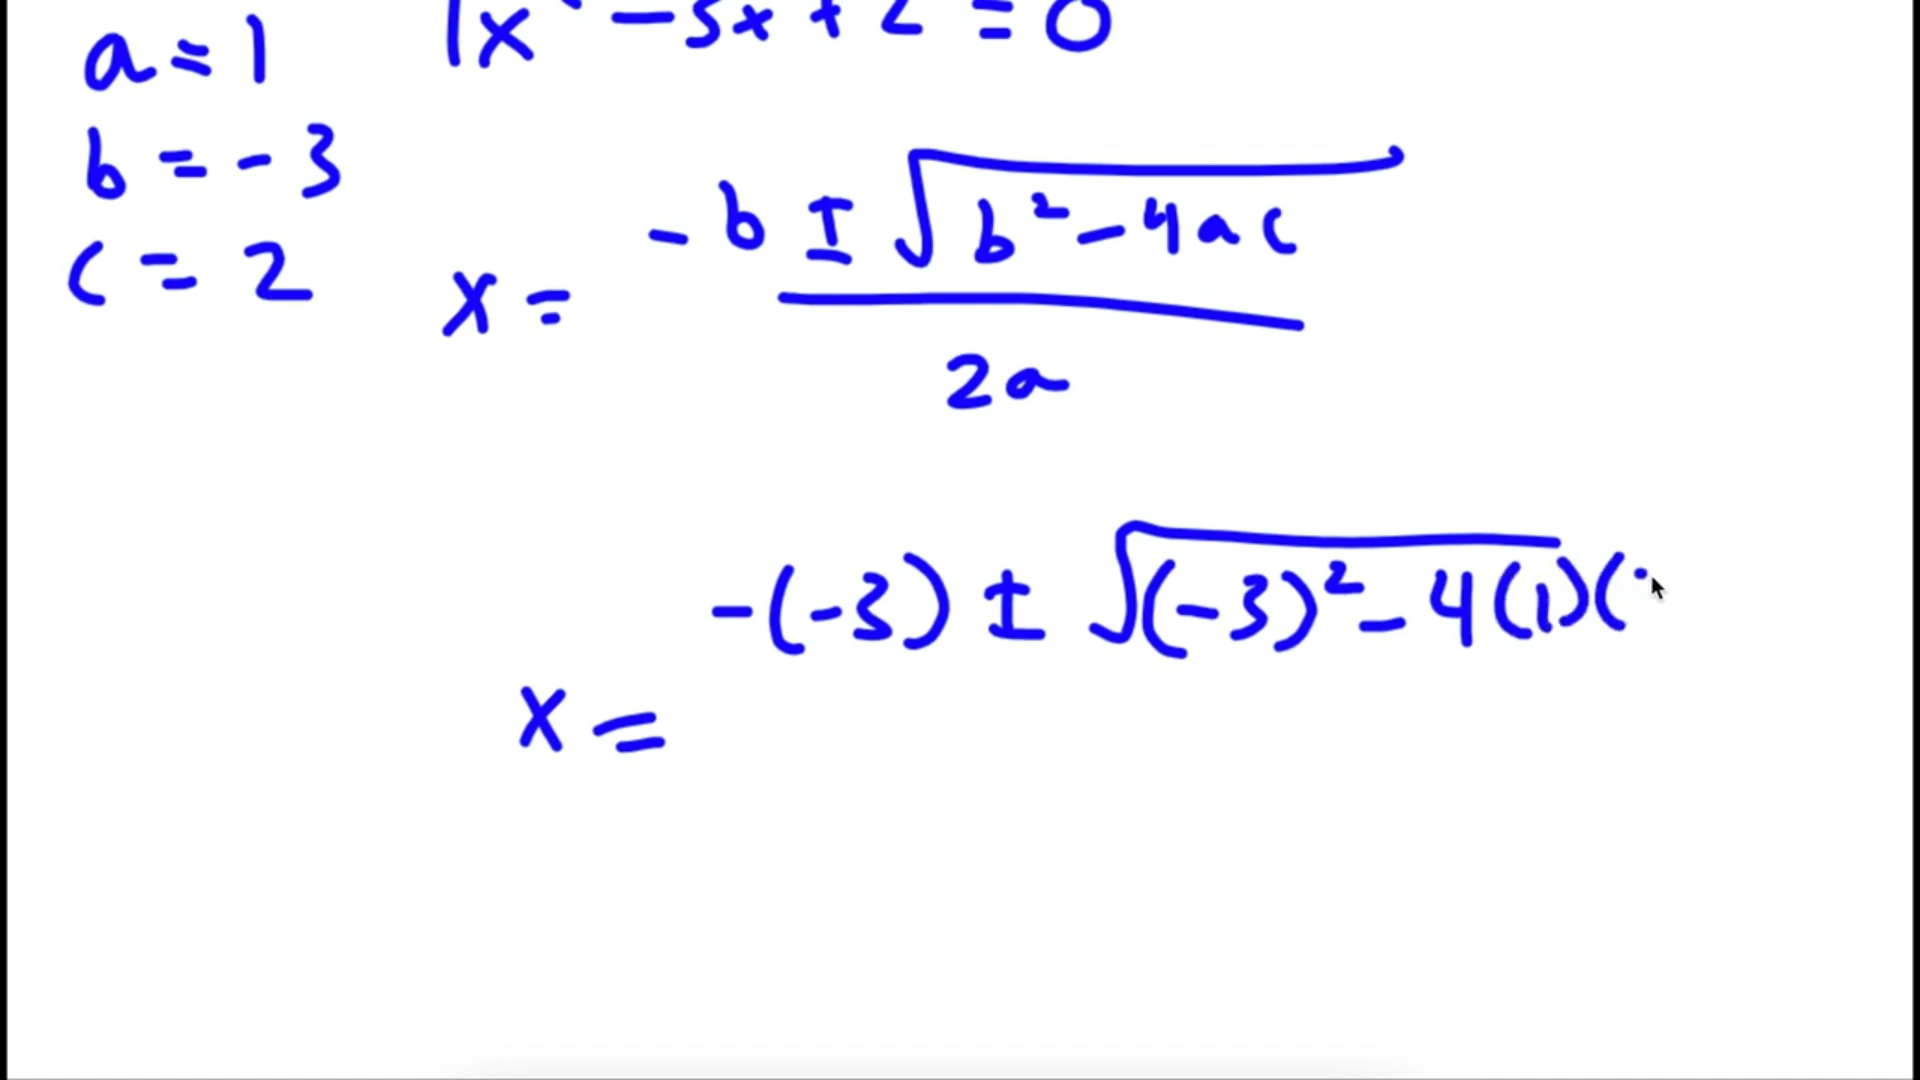 a = 1
1x² - 3x + 2 = 0
b = -3
c = 2
x = (-b ± √(b² - 4ac)) / 2a
x = -(-3) ± √(-3)² - 4(1)(